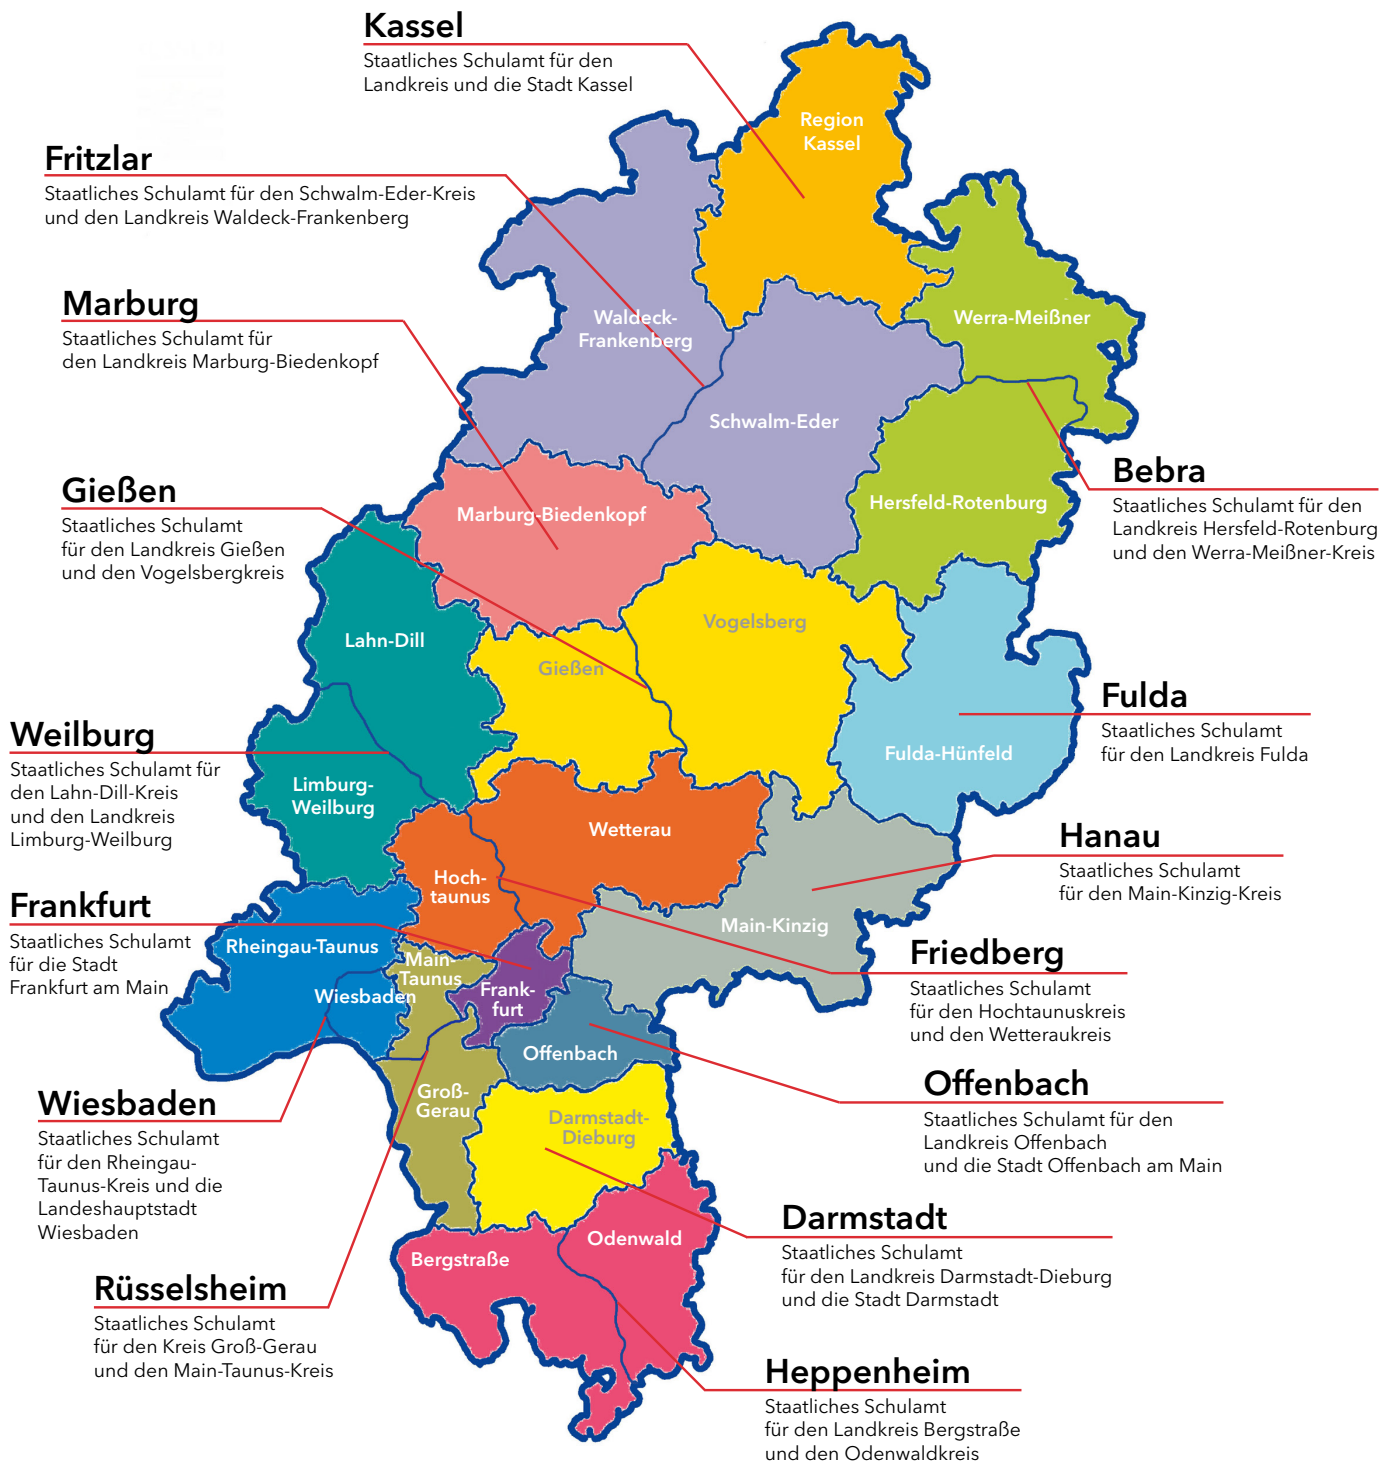 Kassel
Staatliches Schulamt für den
Landkreis und die Stadt Kassel
Region
Kassel
Fritzlar
Staatliches Schulamt für den Schwalm-Eder-Kreis
und den Landkreis Waldeck-Frankenberg
Marburg
Staatliches Schulamt für
den Landkreis Marburg-Biedenkopf
Waldeck-
Frankenberg
Werra-Meißner
Schwalm-Eder
Bebra
Staatliches Schulamt für den
Landkreis Hersfeld-Rotenburg
und den Werra-Meißner-Kreis
Gießen
Staatliches Schulamt
für den Landkreis Gießen
und den Vogelsbergkreis
Marburg-Biedenkopf
Hersfeld-Rotenburg
Vogelsberg
Lahn-Dill
Gießen
Fulda
Staatliches Schulamt
für den Landkreis Fulda
Weilburg
Staatliches Schulamt für
den Lahn-Dill-Kreis
und den Landkreis
Limburg-Weilburg
Fulda-Hünfeld
Limburg-
Weilburg
Wetterau
Hanau
Staatliches Schulamt
für den Main-Kinzig-Kreis
Hoch-
taunus
Frankfurt
Staatliches Schulamt
für die Stadt
Frankfurt am Main
Main-Kinzig
Rheingau-Taunus
Main-
Taunus
Wiesbaden
Frank-
furt
Friedberg
Staatliches Schulamt
für den Hochtaunuskreis
und den Wetteraukreis
Offenbach
Offenbach
Staatliches Schulamt für den
Landkreis Offenbach
und die Stadt Offenbach am Main
Wiesbaden
Staatliches Schulamt
für den Rheingau-
Taunus-Kreis und die
Landeshauptstadt
Wiesbaden
Groß-
Gerau
Darmstadt-
Dieburg
Darmstadt
Staatliches Schulamt
für den Landkreis Darmstadt-Dieburg
und die Stadt Darmstadt
Odenwald
Bergstraße
Rüsselsheim
Staatliches Schulamt
für den Kreis Groß-Gerau
und den Main-Taunus-Kreis
Heppenheim
Staatliches Schulamt
für den Landkreis Bergstraße
und den Odenwaldkreis